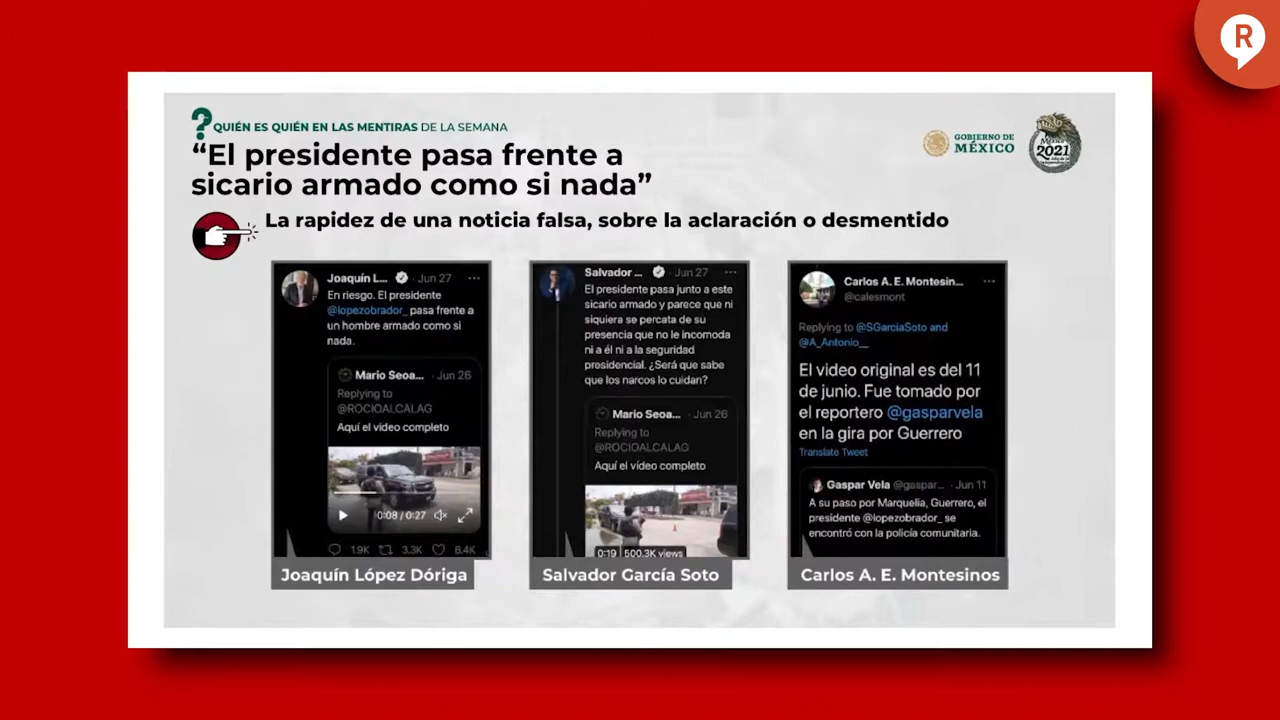 R
? QUIÉN ES QUIÉN EN LAS MENTIRAS DE LA SEMANA
“El presidente pasa frente a
sicario armado como si nada”
La rapidez de una noticia falsa, sobre la aclaración o desmentido
GOBIERNO DE
MÉXICO
México
2021
Joaquín L... Jun 27 ...
En riesgo. El presidente
@lopezobrador_ pasa frente a
un hombre armado como si
nada.
Mario Seoa... · Jun 26
Replying to
@ROCIOALCALAG
Aquí el vídeo completo
0:08 / 0:27
1.9K 3.3K 6.4K
Joaquín López Dóriga
Salvador ... · Jun 27 ...
El presidente pasa junto a este
sicario armado y parece que ni
siquiera se percata de su
presencia que no le incomoda
ni a él ni a la seguridad
presidencial. ¿Será que sabe
que los narcos lo cuidan?
Mario Seoa... · Jun 26
Replying to
@ROCIOALCALAG
Aquí el vídeo completo
0:19 500.3K views
Salvador García Soto
Carlos A. E. Montesin... ...
@calesmont
Replying to @SGarciaSoto and
@A_Antonio__
El video original es del 11
de junio. Fue tomado por
el reportero @gasparvela
en la gira por Guerrero
Translate Tweet
Gaspar Vela @gaspar... · Jun 11
A su paso por Marquelia, Guerrero, el
presidente @lopezobrador_ se
encontró con la policía comunitaria.
Carlos A. E. Montesinos